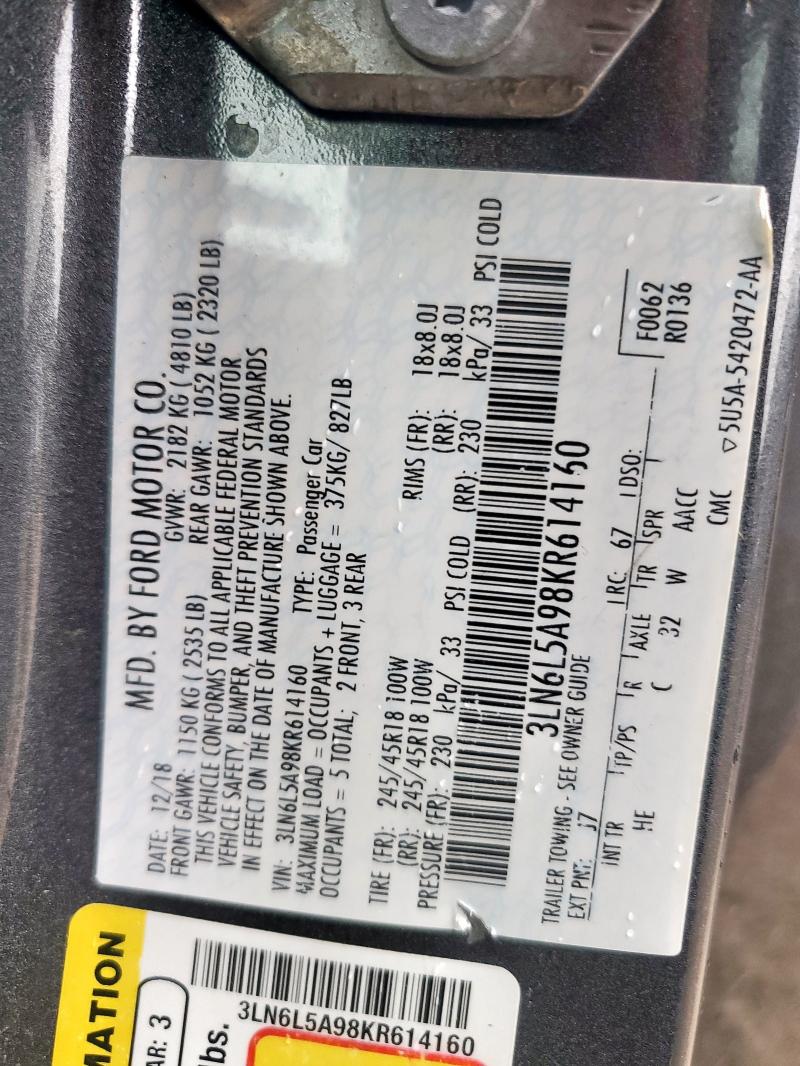 MFD. BY FORD MOTOR CO.
DATE: 12/18 GVWR: 2182 KG ( 4810 LB)
FRONT GAWR: 1150 KG ( 2535 LB) REAR GAWR: 1052 KG ( 2320 LB)
THIS VEHICLE CONFORMS TO ALL APPLICABLE FEDERAL MOTOR
VEHICLE SAFETY, BUMPER, AND THEFT PREVENTION STANDARDS
IN EFFECT ON THE DATE OF MANUFACTURE SHOWN ABOVE.
VIN: 3LN6L5A98KR614160 TYPE: Passenger Car
MAXIMUM LOAD = OCCUPANTS + LUGGAGE = 375KG/ 827LB
OCCUPANTS = 5 TOTAL; 2 FRONT, 3 REAR
TIRE (FR): 245/45R18 100W RIMS (FR): 18x8.0J
(RR): 245/45R18 100W (RR): 18x8.0J
PRESSURE (FR): 230 kPa/ 33 PSI COLD (RR): 230 kPa/ 33 PSI COLD
3LN6L5A98KR614160
TRAILER TOWING - SEE OWNER GUIDE
EXT PNT: J7 RC: 67 DSO: F0062
INT TR TP/PS R AXLE TR SPR R0136
HE C 32 W AACC
CMC 5U5A-5420472-AA
MATION
AR: 3
lbs.
3LN6L5A98KR614160